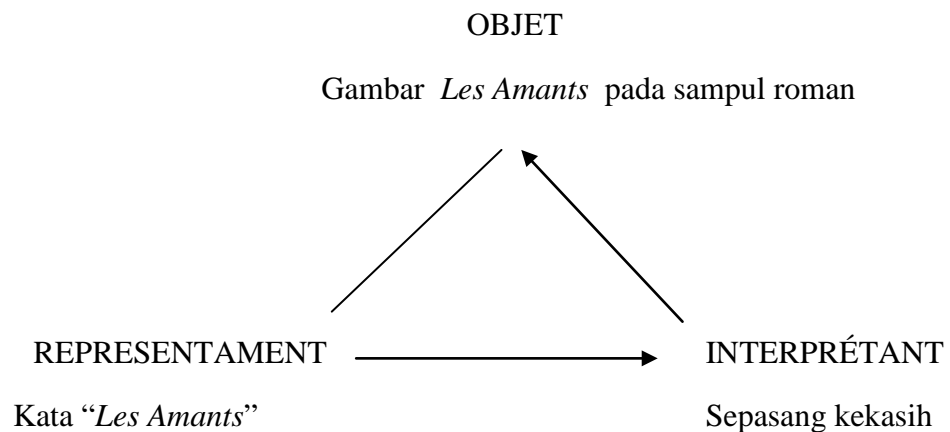 OBJET
Gambar Les Amants pada sampul roman
REPRESENTAMENT
INTERPRÉTANT
Kata “Les Amants”
Sepasang kekasih